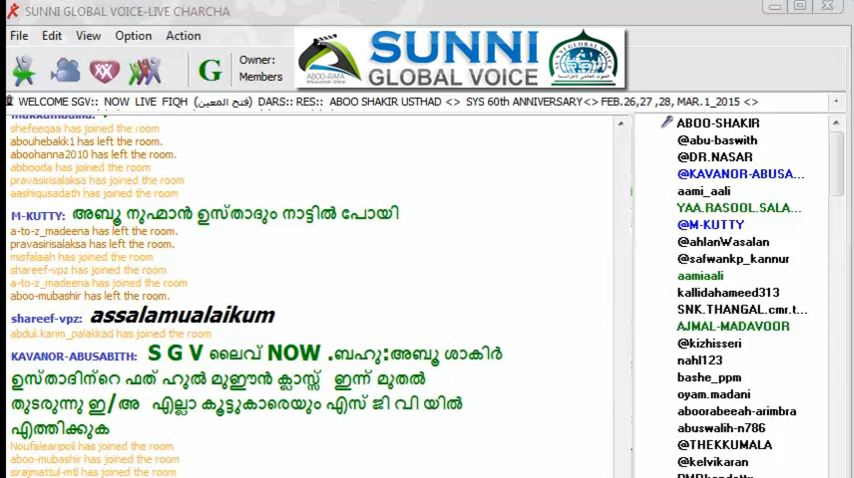 SUNNI GLOBAL VOICE-LIVE CHARCHA
File Edit View Option Action
G Owner: Members
ABOO-RAFA
SUNNI
GLOBAL VOICE
WELCOME SGV:: NOW LIVE FIQH (فتح المعين) DARS:: RES:: ABOO SHAKIR USTHAD <> SYS 60th ANNIVERSARY<> FEB.26,27 ,28, MAR.1_2015 <>
shefeeqaa has joined the room
abouhebakk1 has left the room.
aboohanna2010 has left the room.
abbooda has joined the room
pravasirisalaksa has joined the room
aashiqusadath has joined the room
M-KUTTY: അബൂ നുഹ്മാൻ ഉസ്താദും നാട്ടിൽ പോയി
a-to-z_madeena has left the room.
pravasirisalaksa has left the room.
misfalaah has joined the room
shareef-vpz has joined the room
a-to-z_madeena has joined the room
aboo-mubashir has left the room.
shareef-vpz: assalamualaikum
abdul.karim_palakkad has joined the room
KAVANOR-ABUSABITH: S G V ലൈവ് NOW .ബഹു:അബൂ ശാകിർ
ഉസ്താദിന്റെ ഫത് ഹുൽ മുഈൻ ക്ലാസ്സ് ഇന്ന് മുതൽ
തുടരുന്നു ഇ/അ എല്ലാ കൂട്ടുകാരെയും എസ് ജി വി യിൽ
എത്തിക്കുക
Noufalearipoil has joined the room
aboo-mubashir has joined the room
sirajmattul-mtl has joined the room
ABOO-SHAKIR
@abu-baswith
@DR.NASAR
@KAVANOR-ABUSA...
aami_aali
YAA.RASOOL.SALA...
@M-KUTTY
@ahlanWasalan
@safwankp_kannur
aamiaali
kallidahameed313
SNK.THANGAL.cmr.t...
AJMAL-MADAVOOR
@kizhisseri
nahl123
bashe_ppm
oyam.madani
aboorabeeah-arimbra
abuswalih-n786
@THEKKUMALA
@kelvikaran